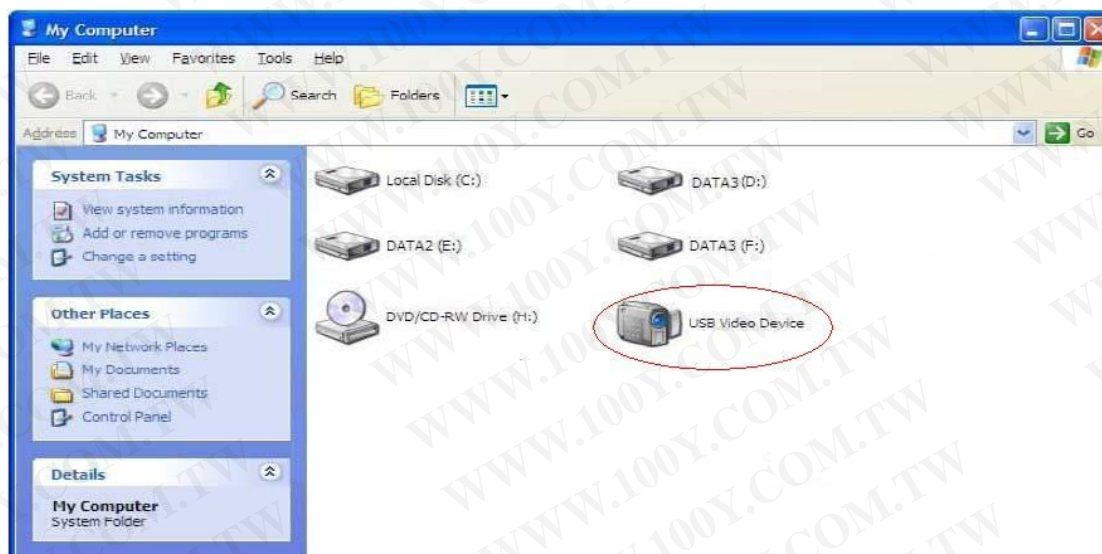 My Computer
File Edit View Favorites Tools Help
Back Search Folders
Address My Computer Go
System Tasks
View system information
Add or remove programs
Change a setting
Other Places
My Network Places
My Documents
Shared Documents
Control Panel
Details
My Computer
System Folder
Local Disk (C:) DATA3(D:)
DATA2 (E:) DATA3 (F:)
DVD/CD-RW Drive (H:) USB Video Device
WWW.100Y.COM.TW